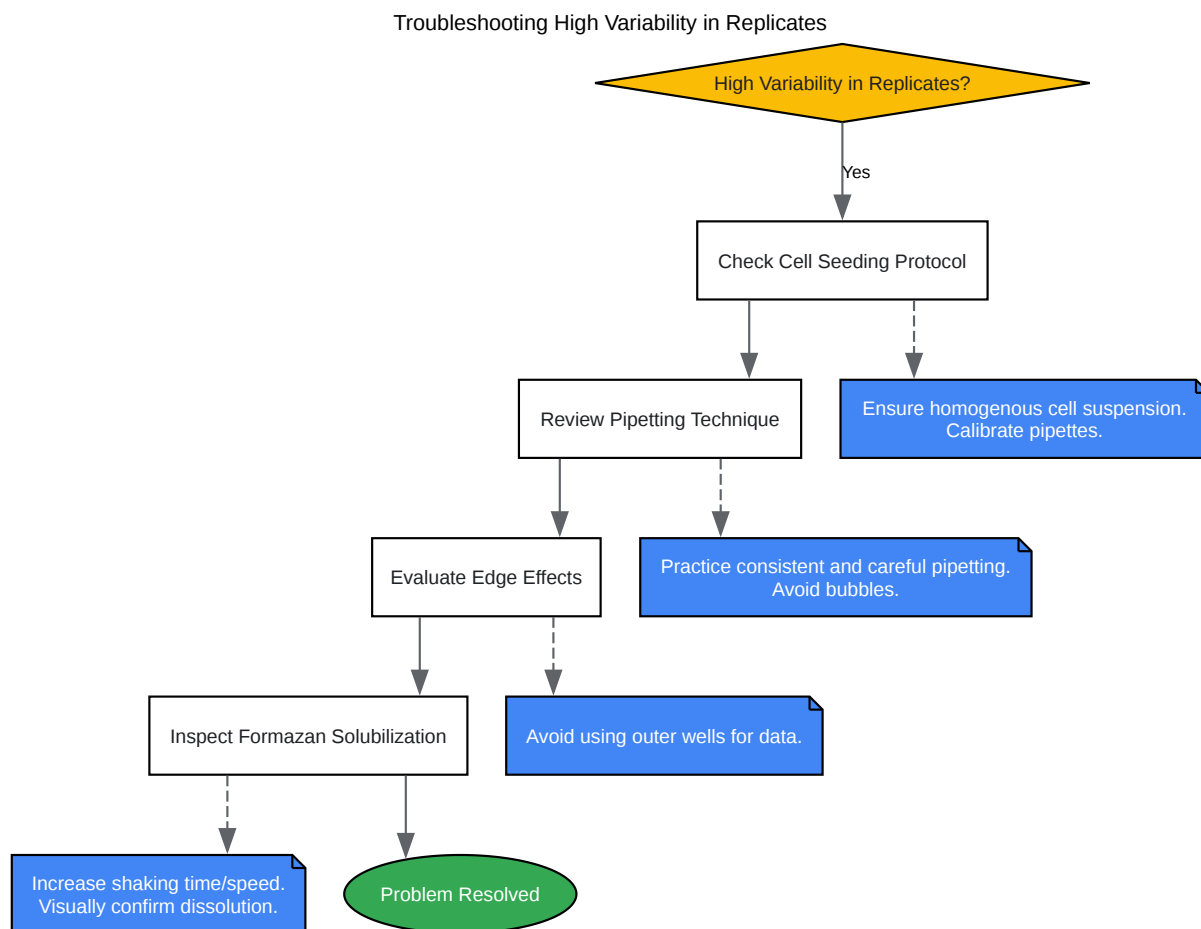 Troubleshooting High Variability in Replicates
High Variability in Replicates?
Yes
Check Cell Seeding Protocol
Review Pipetting Technique
Ensure homogenous cell suspension.
Calibrate pipettes.
Evaluate Edge Effects
Practice consistent and careful pipetting.
Avoid bubbles.
Inspect Formazan Solubilization
Avoid using outer wells for data.
Increase shaking time/speed.
Visually confirm dissolution.
Problem Resolved